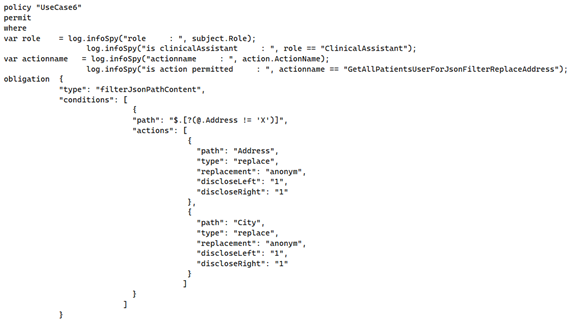 policy "UseCase6"
permit
where
var role    = log.infoSpy("role     : ", subject.Role);
                  log.infoSpy("is clinicalAssistant     : ", role == "ClinicalAssistant");
var actionname   = log.infoSpy("actionname     : ", action.ActionName);
                  log.infoSpy("is action permitted     : ", actionname == "GetAllPatientsUserForJsonFilterReplaceAddress");
obligation  {
            "type": "filterJsonPathContent",
            "conditions": [
                            {
                            "path": "$.[?(@.Address != 'X')]",
                            "actions": [
                                        {
                                          "path": "Address",
                                          "type": "replace",
                                          "replacement": "anonym",
                                          "discloseLeft": "1",
                                          "discloseRight": "1"
                                        },
                                        {
                                          "path": "City",
                                          "type": "replace",
                                          "replacement": "anonym",
                                          "discloseLeft": "1",
                                          "discloseRight": "1"
                                        }
                                       ]
                            }
                          ]
            }